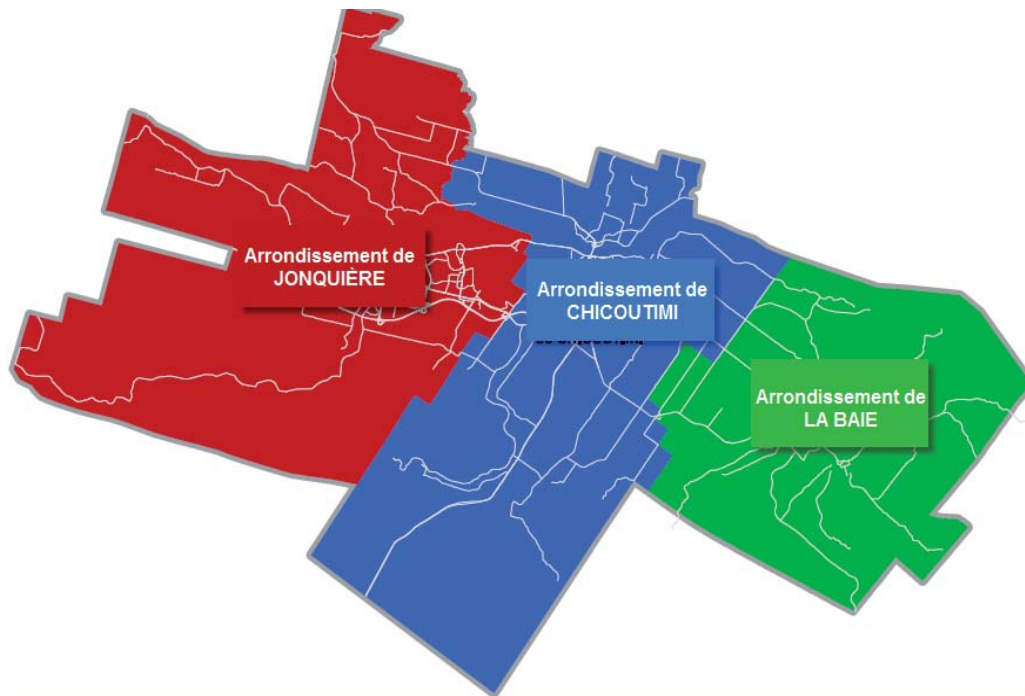 Arrondissement de
JONQUIÈRE
Arrondissement de
CHICOUTIMI
Arrondissement de
LA BAIE